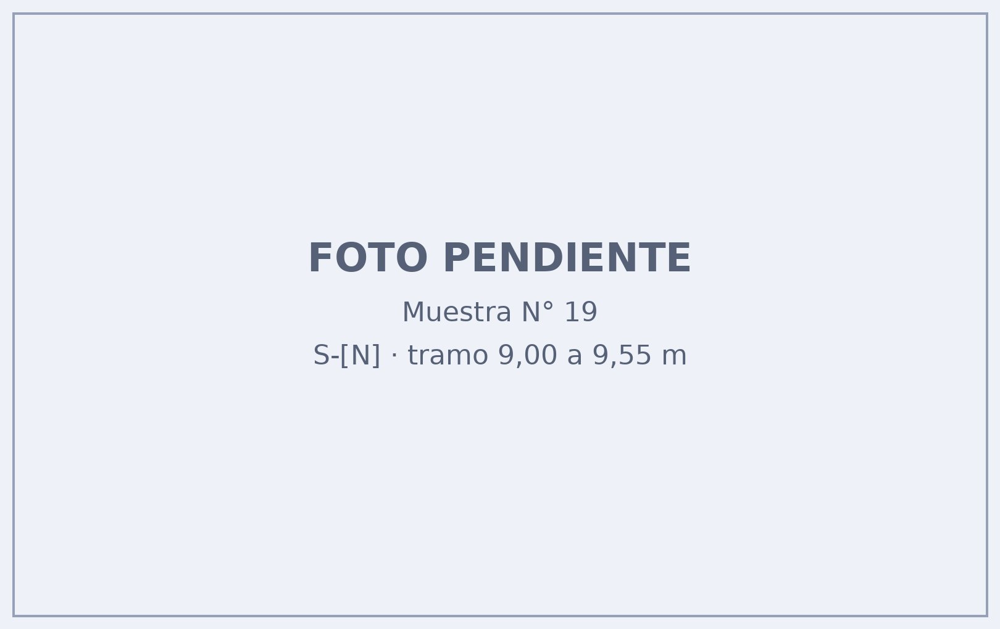 FOTO PENDIENTE
Muestra N° 19
S-[N] · tramo 9,00 a 9,55 m